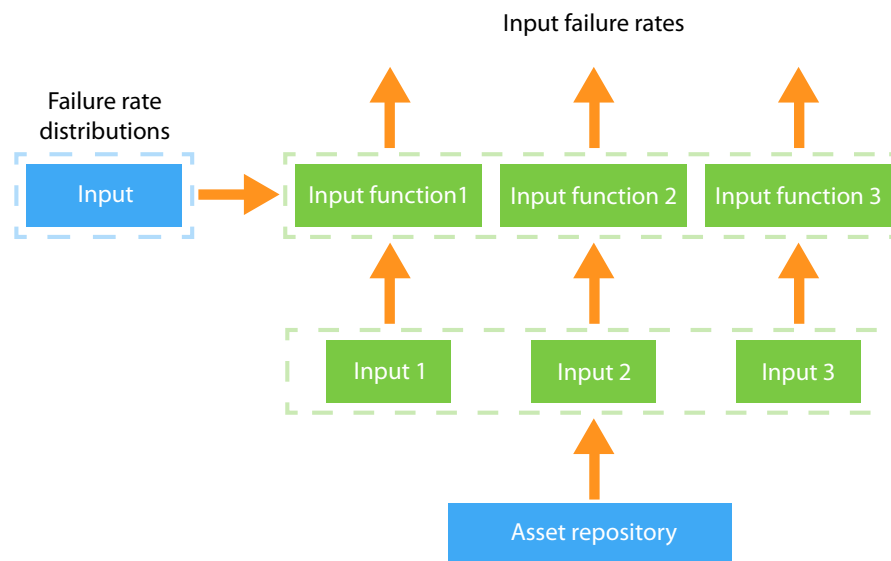 Input failure rates
Failure rate
distributions
Input
Input function1
Input function 2
Input function 3
Input 1
Input 2
Input 3
Asset repository